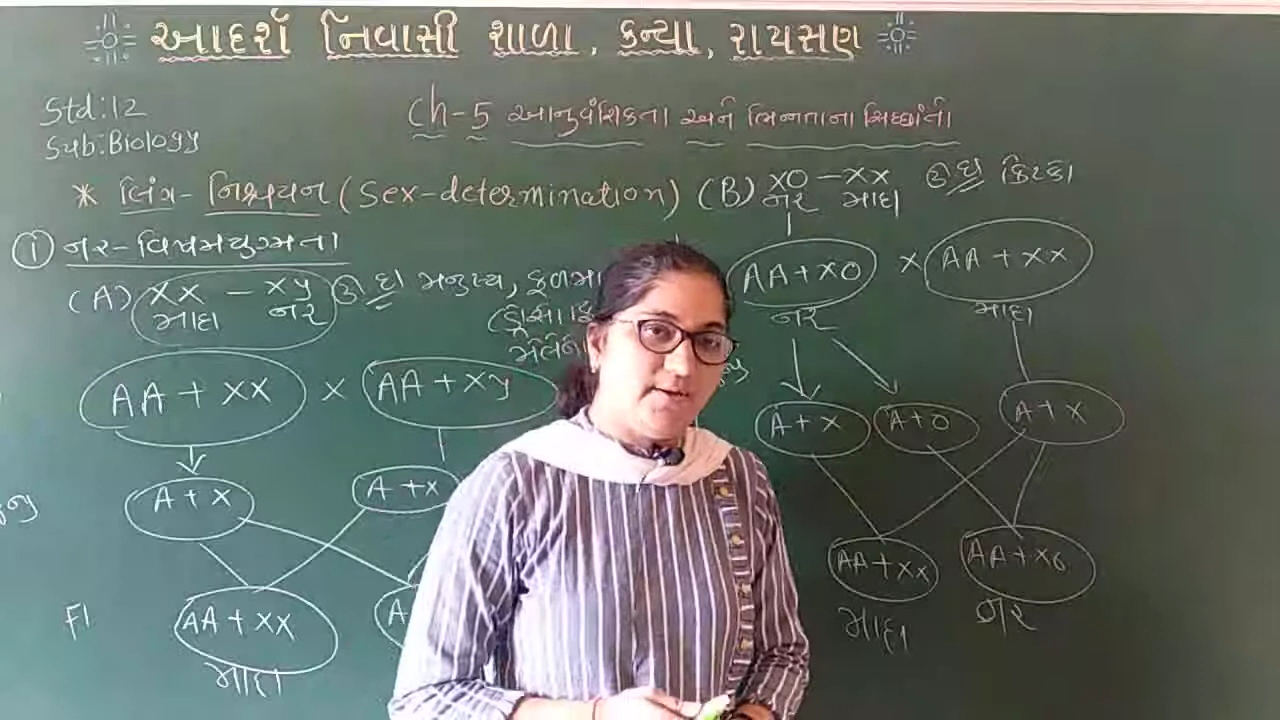 આદર્શ નિવાસી શાળા, કન્યા, રાયસણ
Std:12
Sub:Biology
Ch-5 આનુવંશિકતા અને ભિન્નતાના સિદ્ધાંતો
* લિંગ-નિશ્ચયન (Sex-determination)
(i) નર-વિષમયુગ્મતા
(A) XX - XY ઉ.દા મનુષ્ય,
માદા નર
AA + XX × AA + XY
A + X A + X
F1 AA + XX
માદા
(B) XO - XX ઉ.દા કિટકો
નર માદા
AA + XO × AA + XX
નર માદા
A + X A + O A + X
AA + XX AA + XO
માદા નર